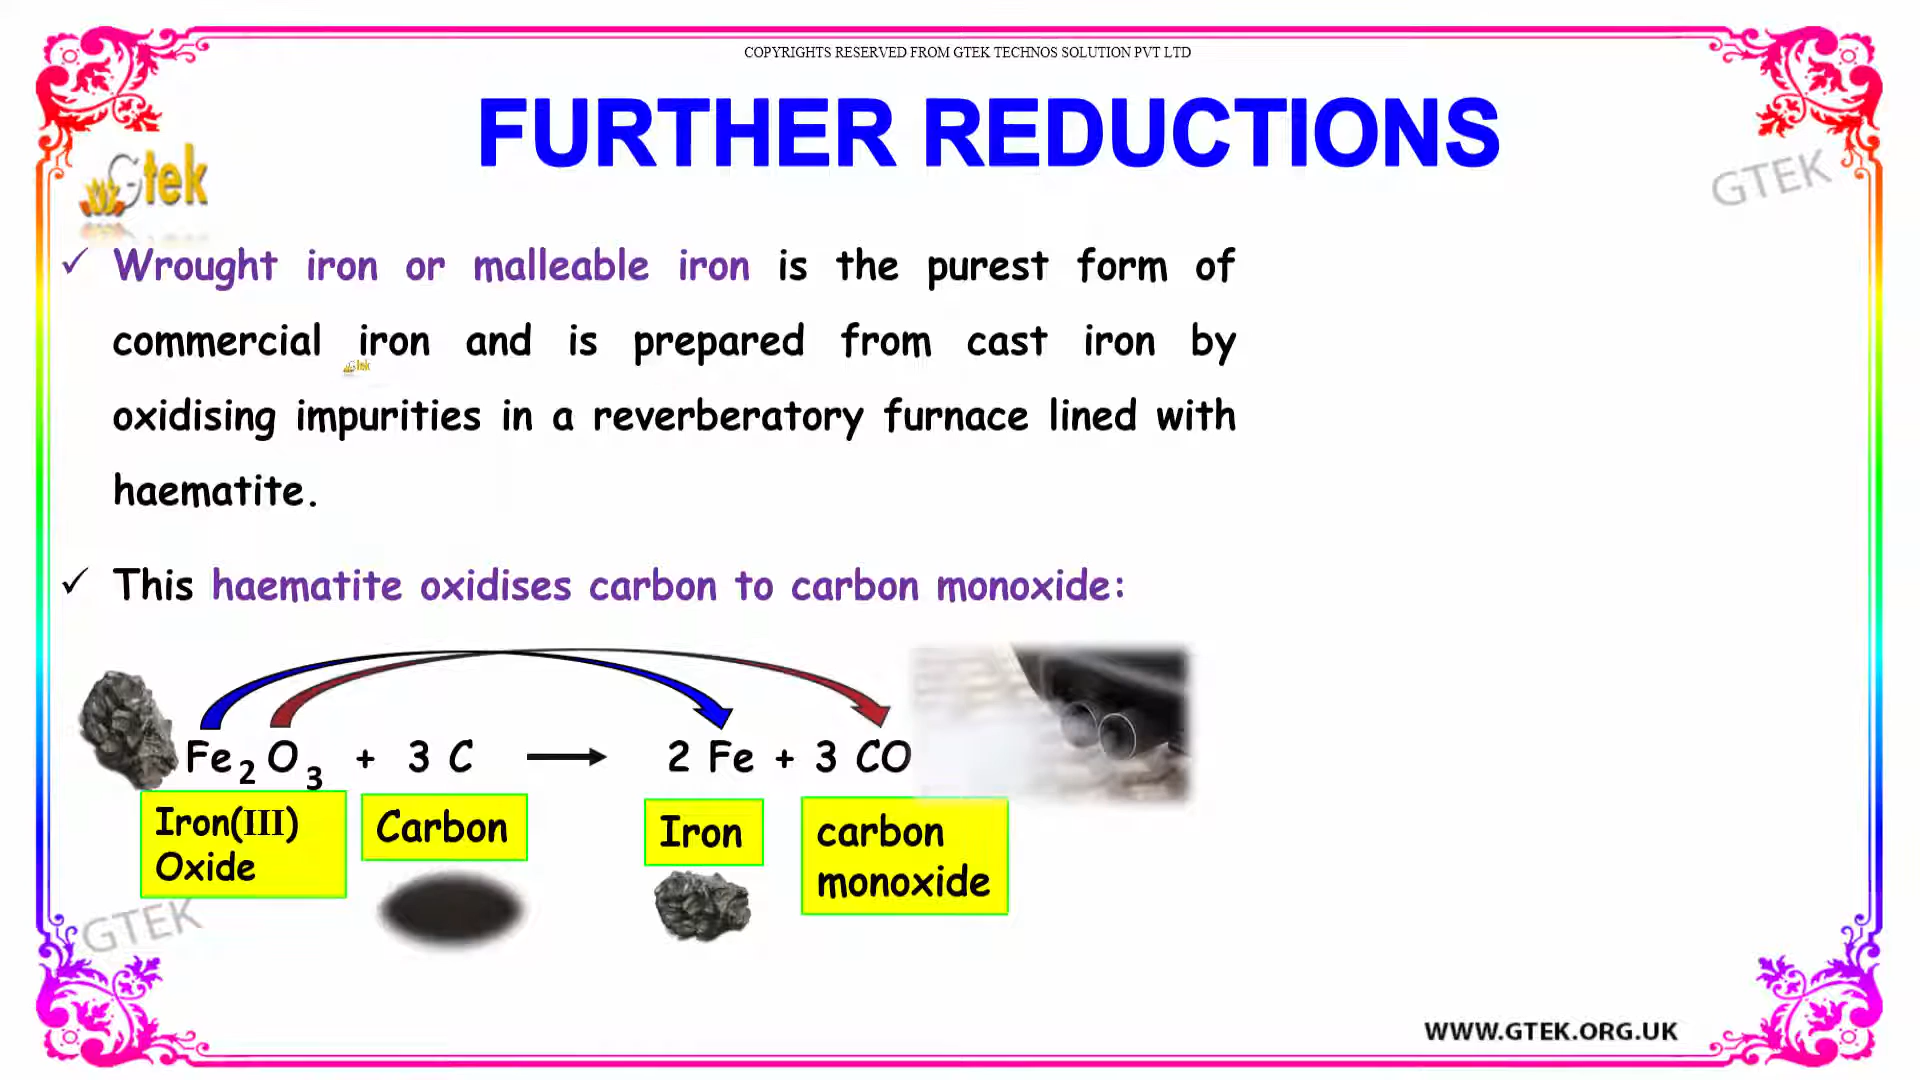 COPYRIGHTS RESERVED FROM GTEK TECHNOS SOLUTION PVT LTD
FURTHER REDUCTIONS
Gtek
GTEK
✓ Wrought iron or malleable iron is the purest form of
commercial iron and is prepared from cast iron by
Gtek
oxidising impurities in a reverberatory furnace lined with
haematite.
✓ This haematite oxidises carbon to carbon monoxide:
Fe₂O₃ + 3 C ⟶ 2 Fe + 3 CO
Iron(III)
Oxide
Carbon
Iron
carbon
monoxide
GTEK
WWW.GTEK.ORG.UK